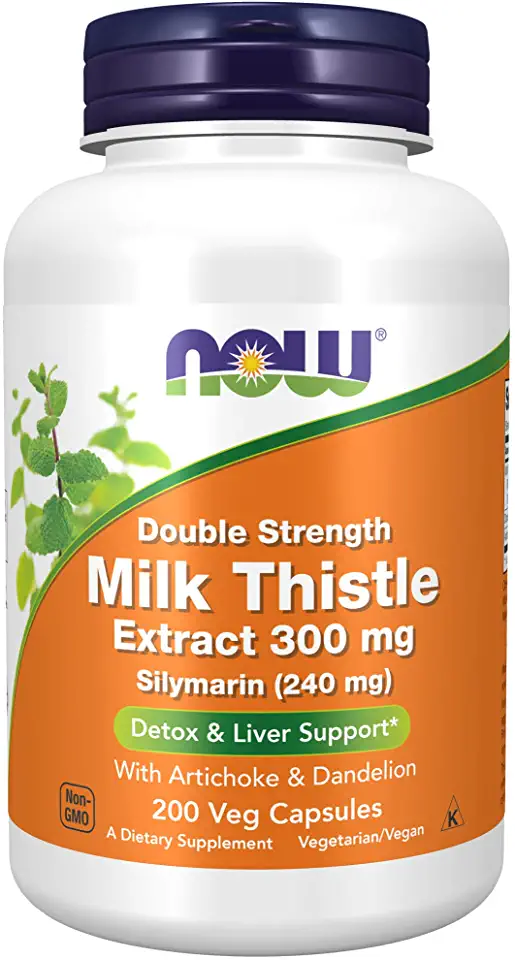 NOW®
Double Strength
Milk Thistle
Extract 300 mg
Silymarin (240 mg)
Detox & Liver Support*
With Artichoke & Dandelion
200 Veg Capsules
Non-
GMO
A Dietary Supplement Vegetarian/Vegan
K